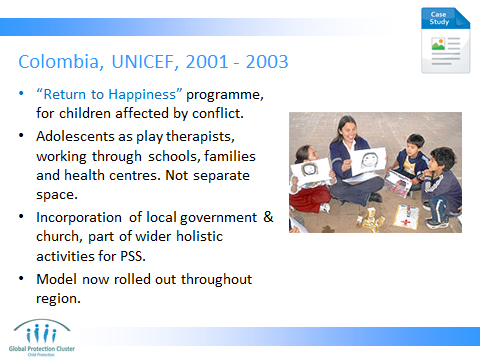 Case
Study
Colombia, UNICEF, 2001 - 2003
• “Return to Happiness” programme,
for children affected by conflict.
• Adolescents as play therapists,
working through schools, families
and health centres. Not separate
space.
• Incorporation of local government &
church, part of wider holistic
activities for PSS.
• Model now rolled out throughout
region.
Global Protection Cluster
Child Protection